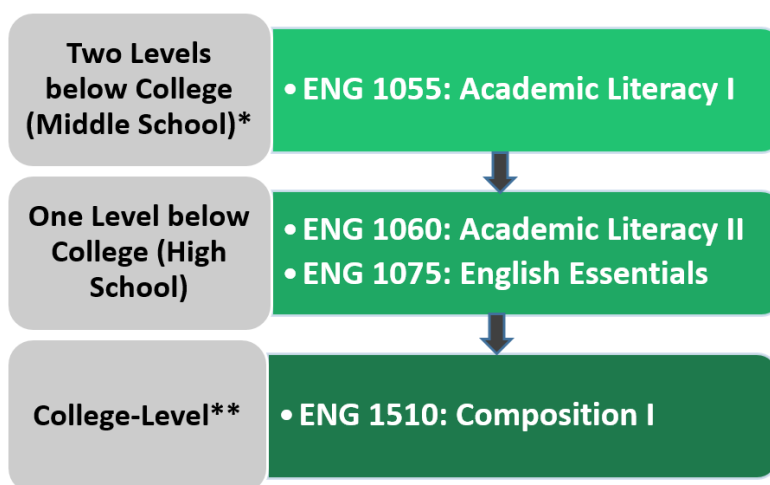 Two Levels
below College
(Middle School)*
• ENG 1055: Academic Literacy I
One Level below
College (High
School)
• ENG 1060: Academic Literacy II
• ENG 1075: English Essentials
College-Level**
• ENG 1510: Composition I